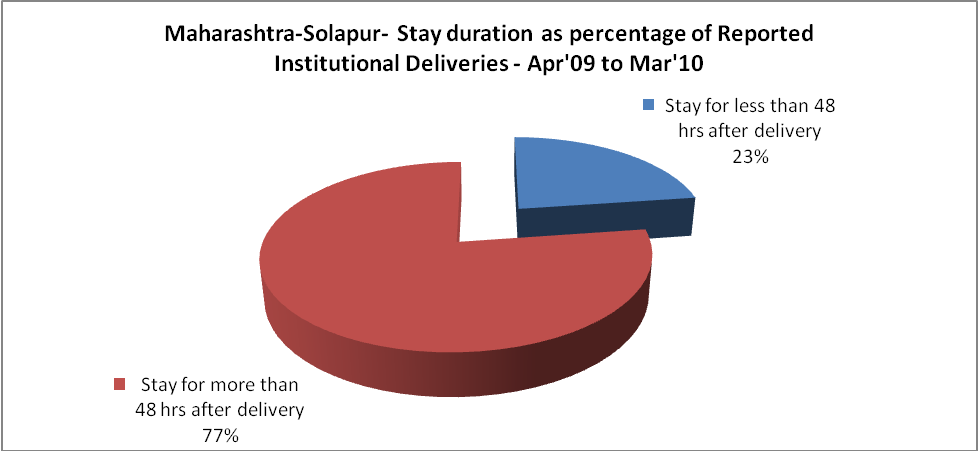 Maharashtra-Solapur- Stay duration as percentage of Reported
Institutional Deliveries - Apr'09 to Mar'10
Stay for less than 48
hrs after delivery
23%
Stay for more than
48 hrs after delivery
77%